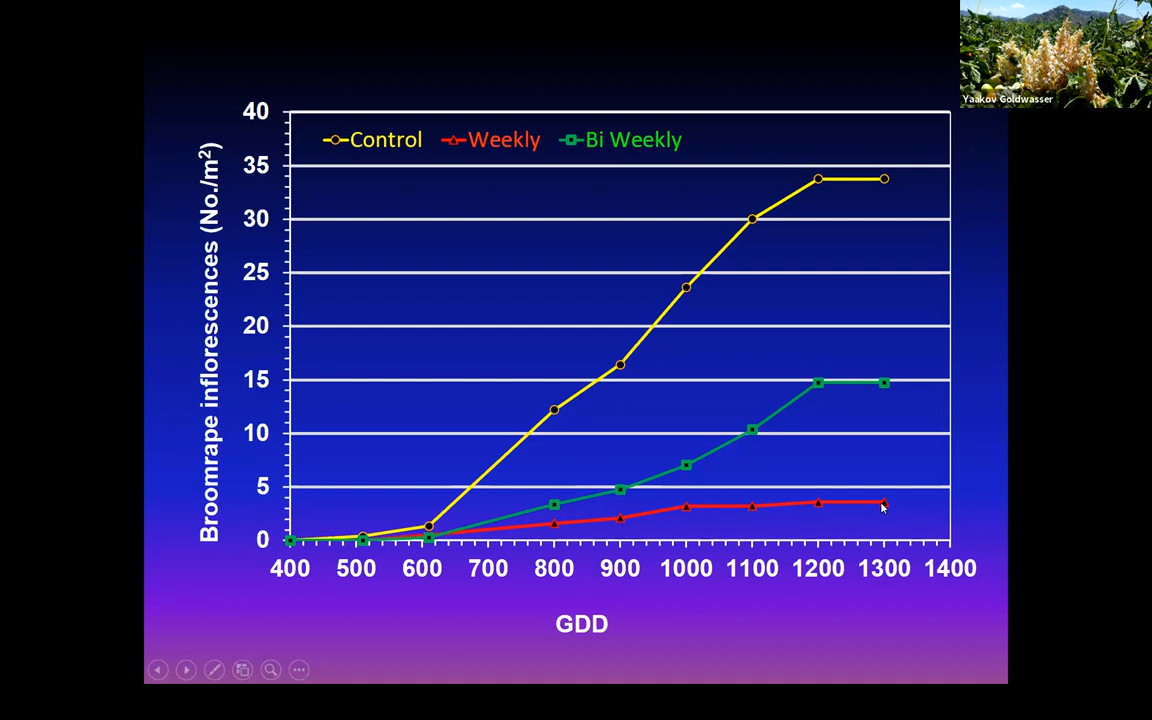 Yaakov Goldwasser
Control Weekly Bi Weekly
Broomrape inflorescences (No./m²)
40
35
30
25
20
15
10
5
0
400 500 600 700 800 900 1000 1100 1200 1300 1400
GDD